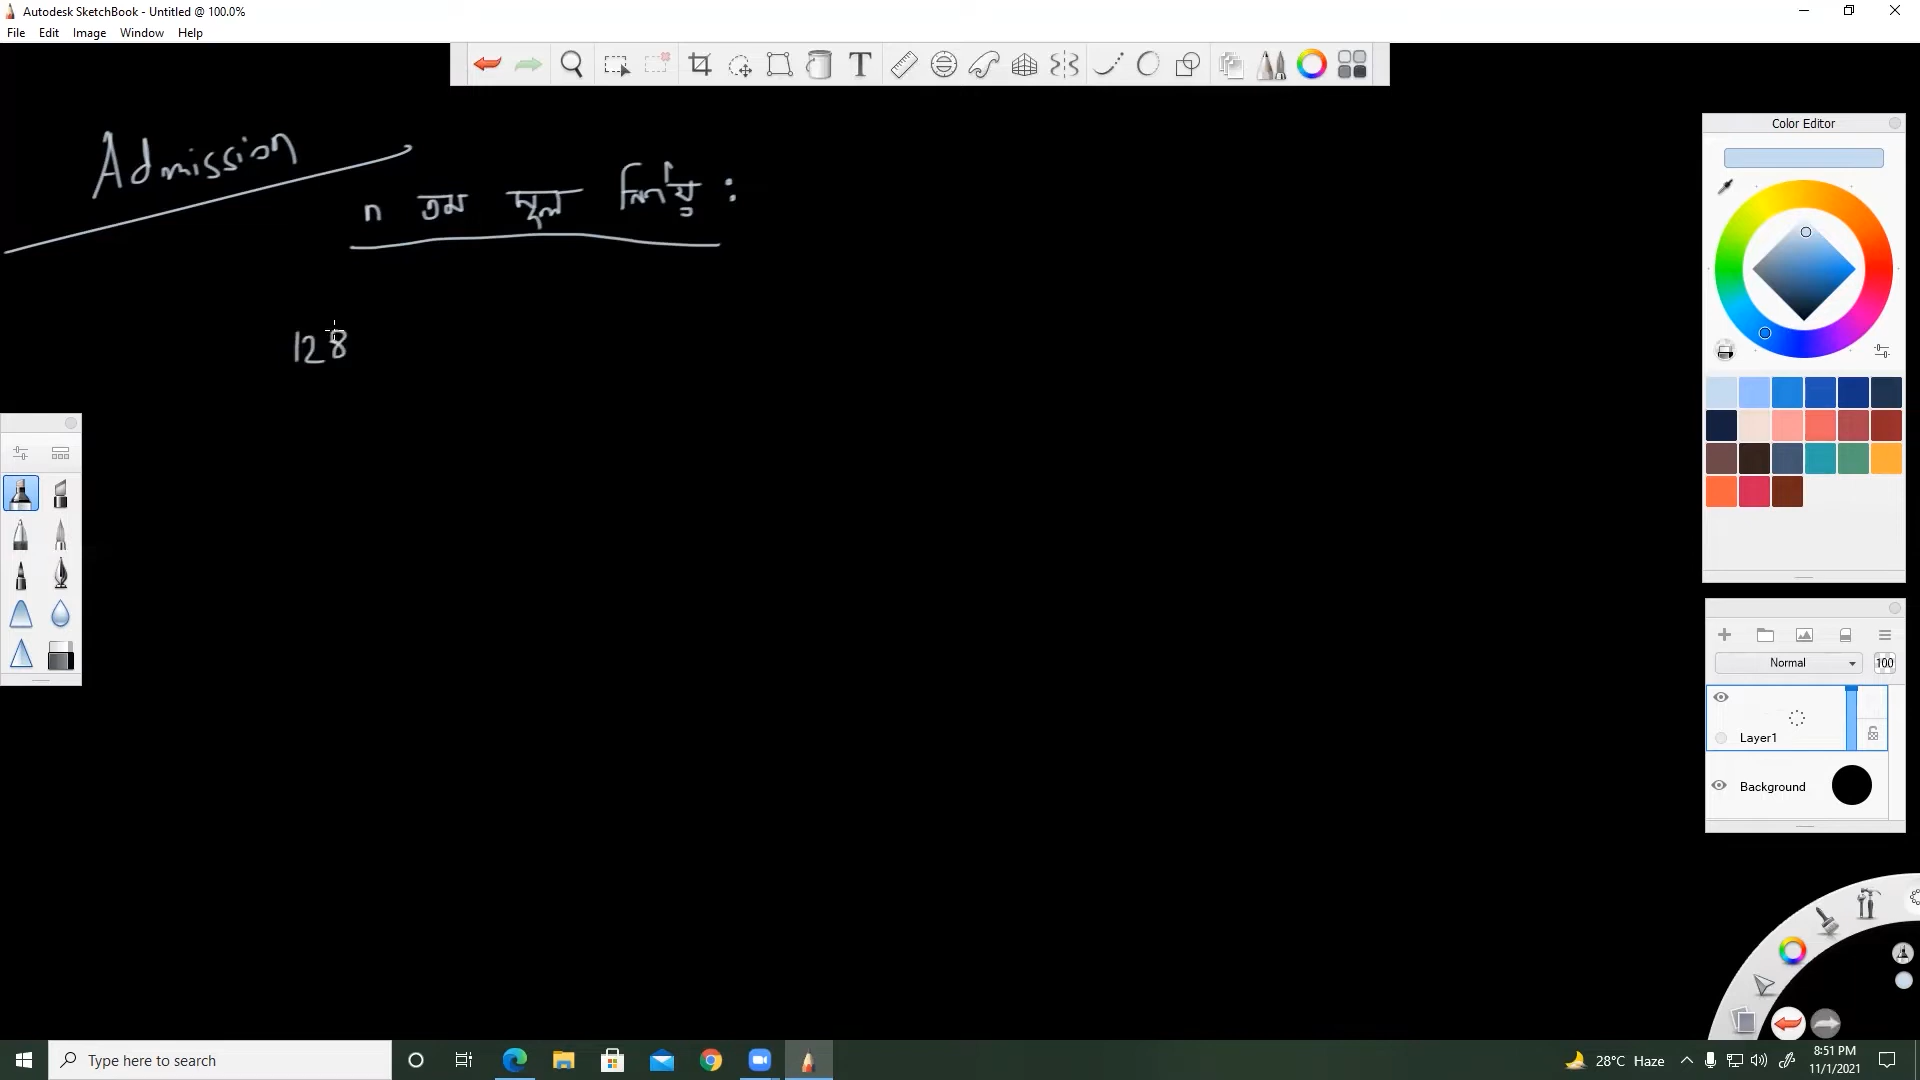 Autodesk SketchBook - Untitled @ 100.0%
File Edit Image Window Help
Color Editor
Admission
n তম মূল নির্ণয় :
128
Normal 100
Layer1
Background
Type here to search
28°C Haze
8:51 PM
11/1/2021